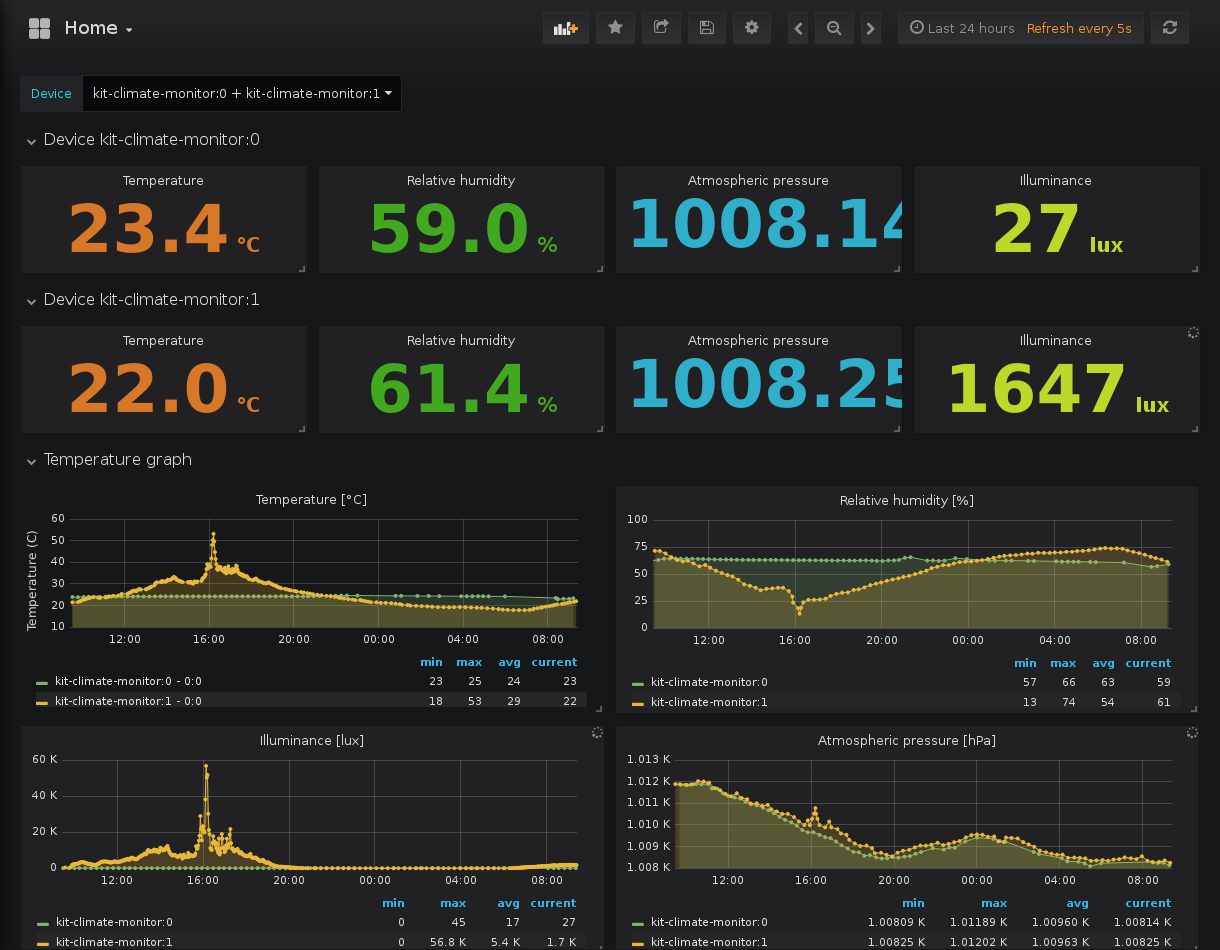 Home
Last 24 hours Refresh every 5s
Device kit-climate-monitor:0 + kit-climate-monitor:1
Device kit-climate-monitor:0
Temperature Relative humidity Atmospheric pressure Illuminance
23.4 °C 59.0 % 1008.14 27 lux
Device kit-climate-monitor:1
Temperature Relative humidity Atmospheric pressure Illuminance
22.0 °C 61.4 % 1008.25 1647 lux
Temperature graph
Temperature [°C]
Temperature (C)
60
50
40
30
20
10
12:00 16:00 20:00 00:00 04:00 08:00
min max avg current
kit-climate-monitor:0 - 0:0 23 25 24 23
kit-climate-monitor:1 - 0:0 18 53 29 22
Relative humidity [%]
100
75
50
25
0
12:00 16:00 20:00 00:00 04:00 08:00
min max avg current
kit-climate-monitor:0 57 66 63 59
kit-climate-monitor:1 13 74 54 61
Illuminance [lux]
60 K
40 K
20 K
0
12:00 16:00 20:00 00:00 04:00 08:00
min max avg current
kit-climate-monitor:0 0 45 17 27
kit-climate-monitor:1 0 56.8 K 5.4 K 1.7 K
Atmospheric pressure [hPa]
1.013 K
1.012 K
1.011 K
1.010 K
1.009 K
1.008 K
12:00 16:00 20:00 00:00 04:00 08:00
min max avg current
kit-climate-monitor:0 1.00809 K 1.01189 K 1.00960 K 1.00814 K
kit-climate-monitor:1 1.00825 K 1.01202 K 1.00963 K 1.00825 K